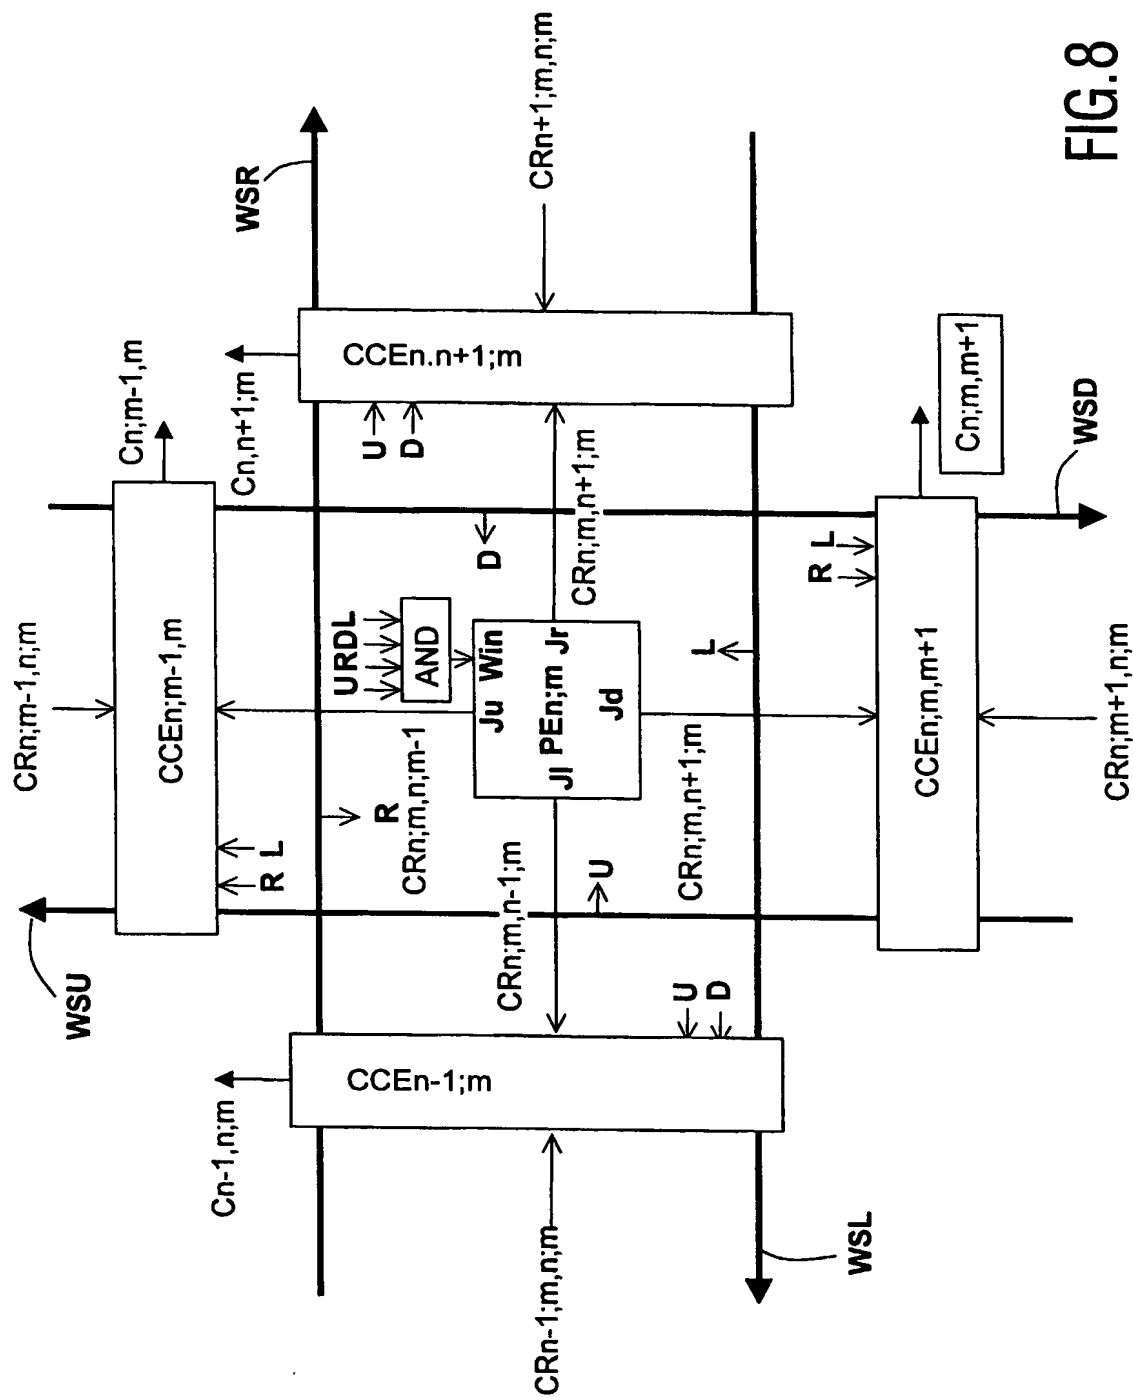 CRn;m-1,n;m
Cn;m-1,m
CCEn;m-1,m
R L
WSU
WSR
Cn,n+1;m
Cn-1,n;m
CCEn-1;m
CCEn.n+1;m
U
D
URDL
AND
R
D
CRn;m,n;m-1
Ju Win
Jl PEn;m Jr
Jd
CRn;m,n-1;m
CRn;m,n+1;m
CRn-1;m,n;m
CRn+1;m,n;m
U
U
D
L
CRn;m,n+1;m
WSL
R L
CCEn;m,m+1
Cn;m,m+1
WSD
CRn;m+1,n;m
FIG.8